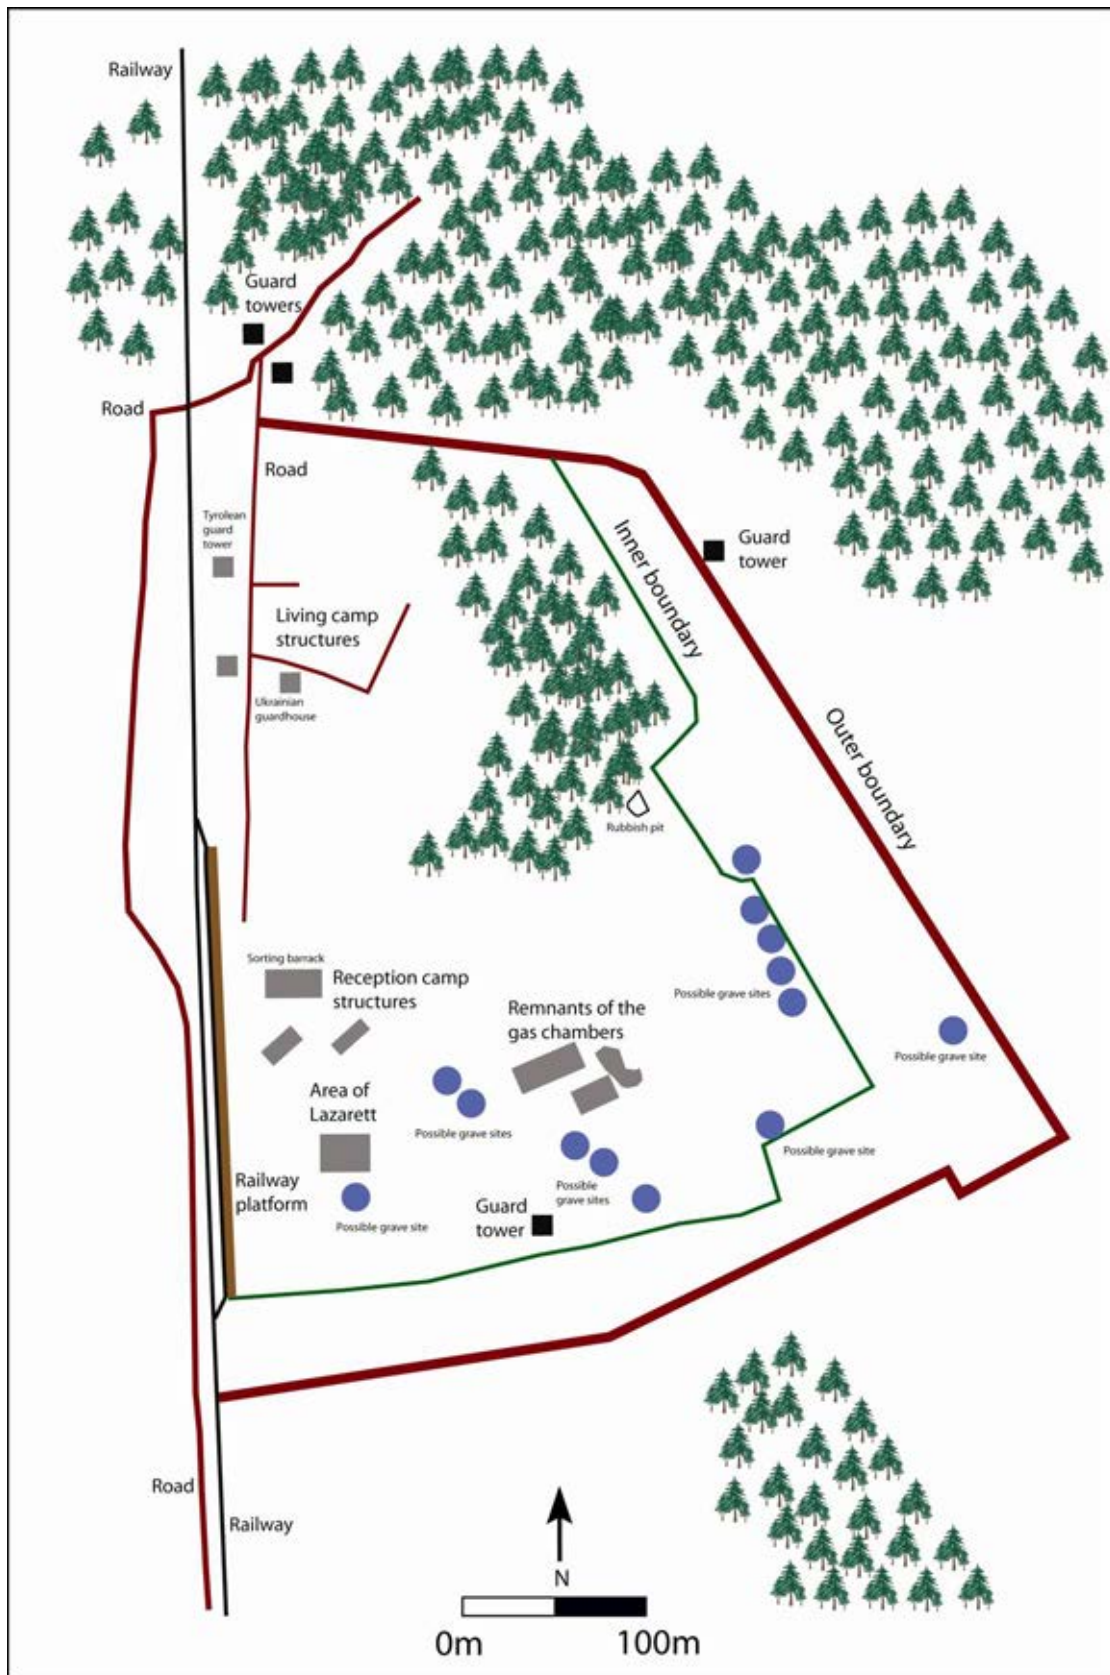 Railway
Guard
towers
Road
Road
Tyrolean
guard
tower
Inner boundary
Guard
tower
Living camp
structures
Ukrainian
guardhouse
Outer boundary
Rubbish pit
Sorting barrack
Reception camp
structures
Possible grave sites
Remnants of the
gas chambers
Possible grave site
Area of
Lazarett
Possible grave sites
Possible grave site
Railway
platform
Possible
grave sites
Guard
tower
Possible grave site
Road
Railway
N
0m
100m